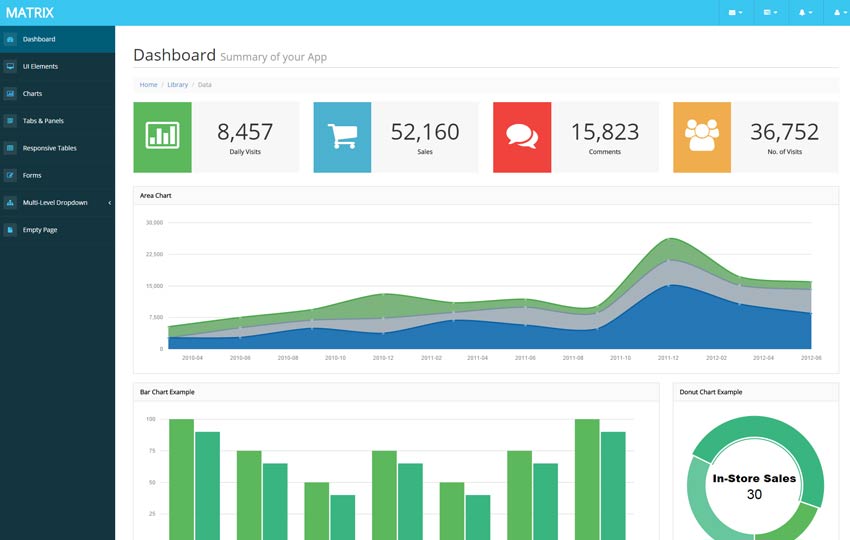 MATRIX
Dashboard
UI Elements
Charts
Tabs & Panels
Responsive Tables
Forms
Multi-Level Dropdown
Empty Page
Dashboard Summary of your App
Home / Library / Data
8,457
Daily Visits
52,160
Sales
15,823
Comments
36,752
No. of Visits
Area Chart
30,000
22,500
15,000
7,500
0
2010-04 2010-06 2010-08 2010-10 2010-12 2011-02 2011-04 2011-06 2011-08 2011-10 2011-12 2012-02 2012-04 2012-06
Bar Chart Example
100
75
50
25
Donut Chart Example
In-Store Sales
30